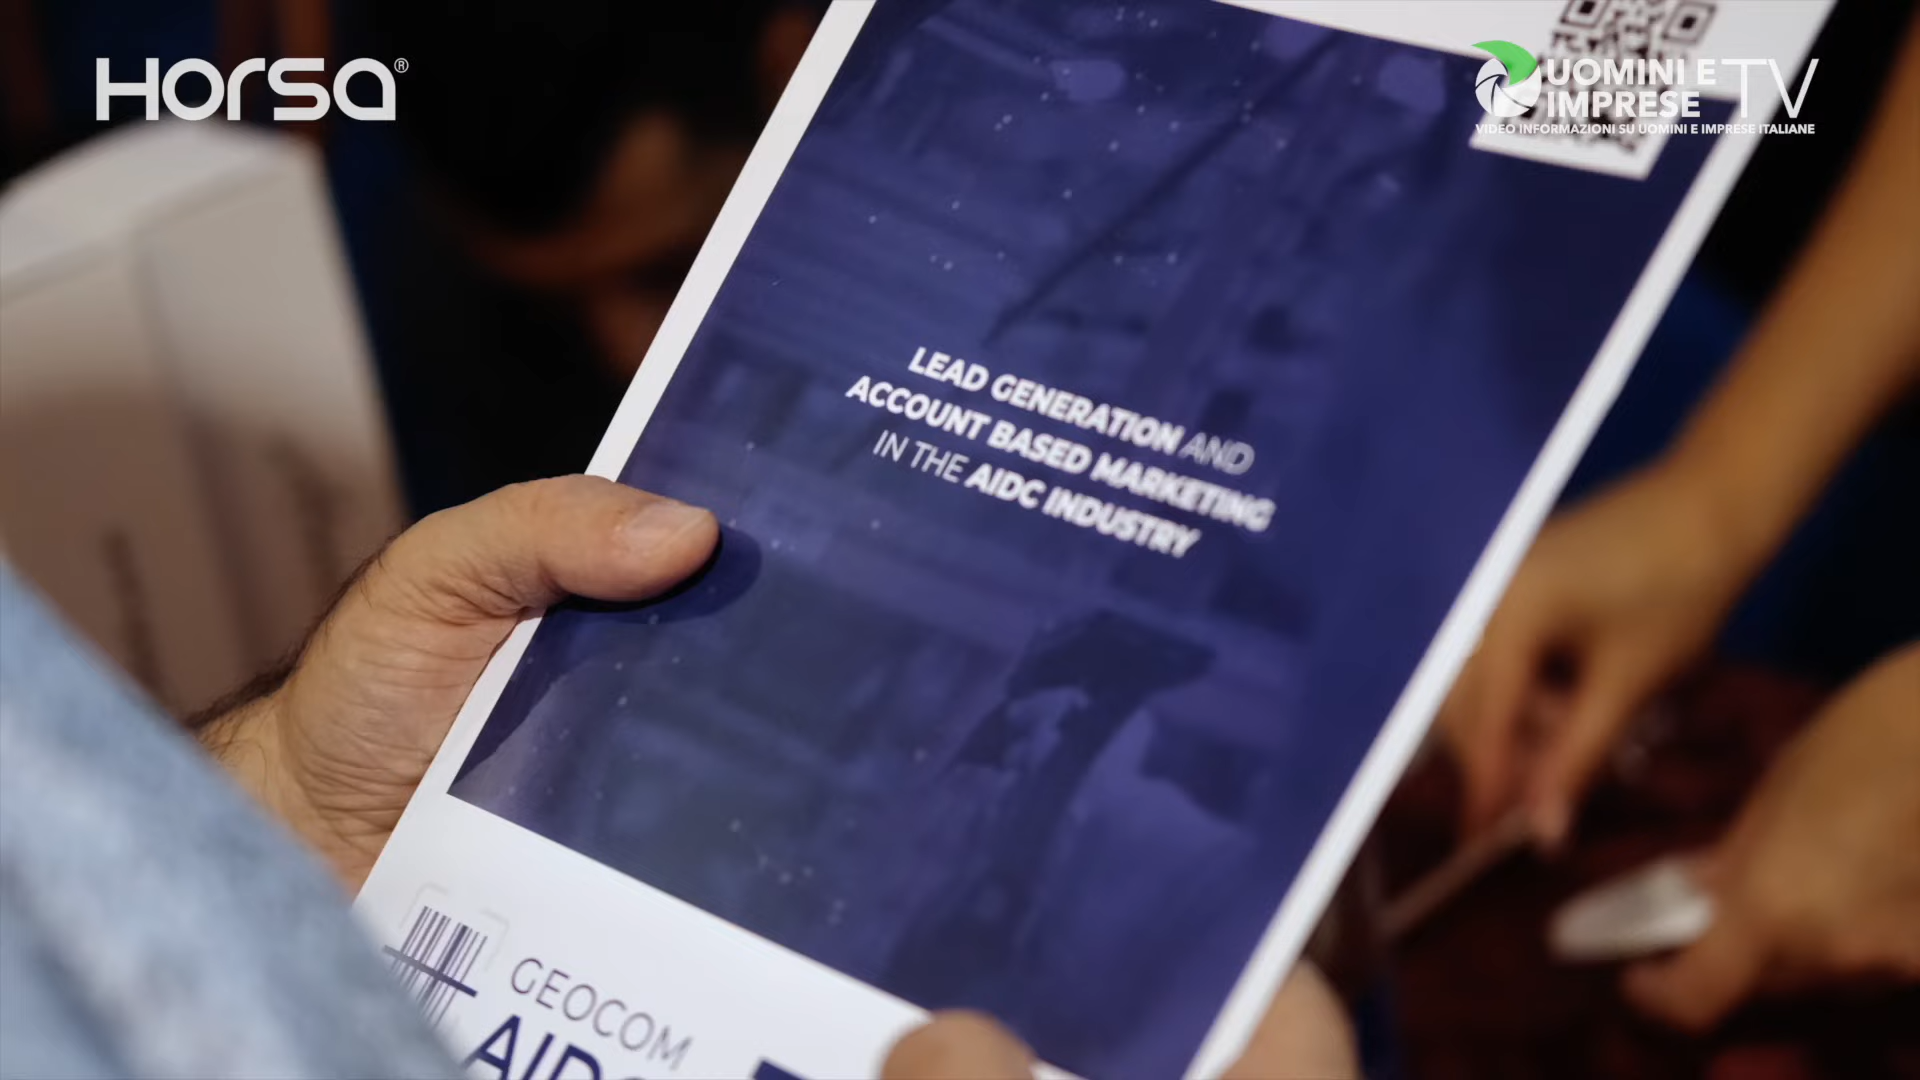 HORSA®
UOMINI E
IMPRESE TV
VIDEO INFORMAZIONI SU UOMINI E IMPRESE ITALIANE
LEAD GENERATION AND
ACCOUNT BASED MARKETING
IN THE AIDC INDUSTRY
GEOCOM